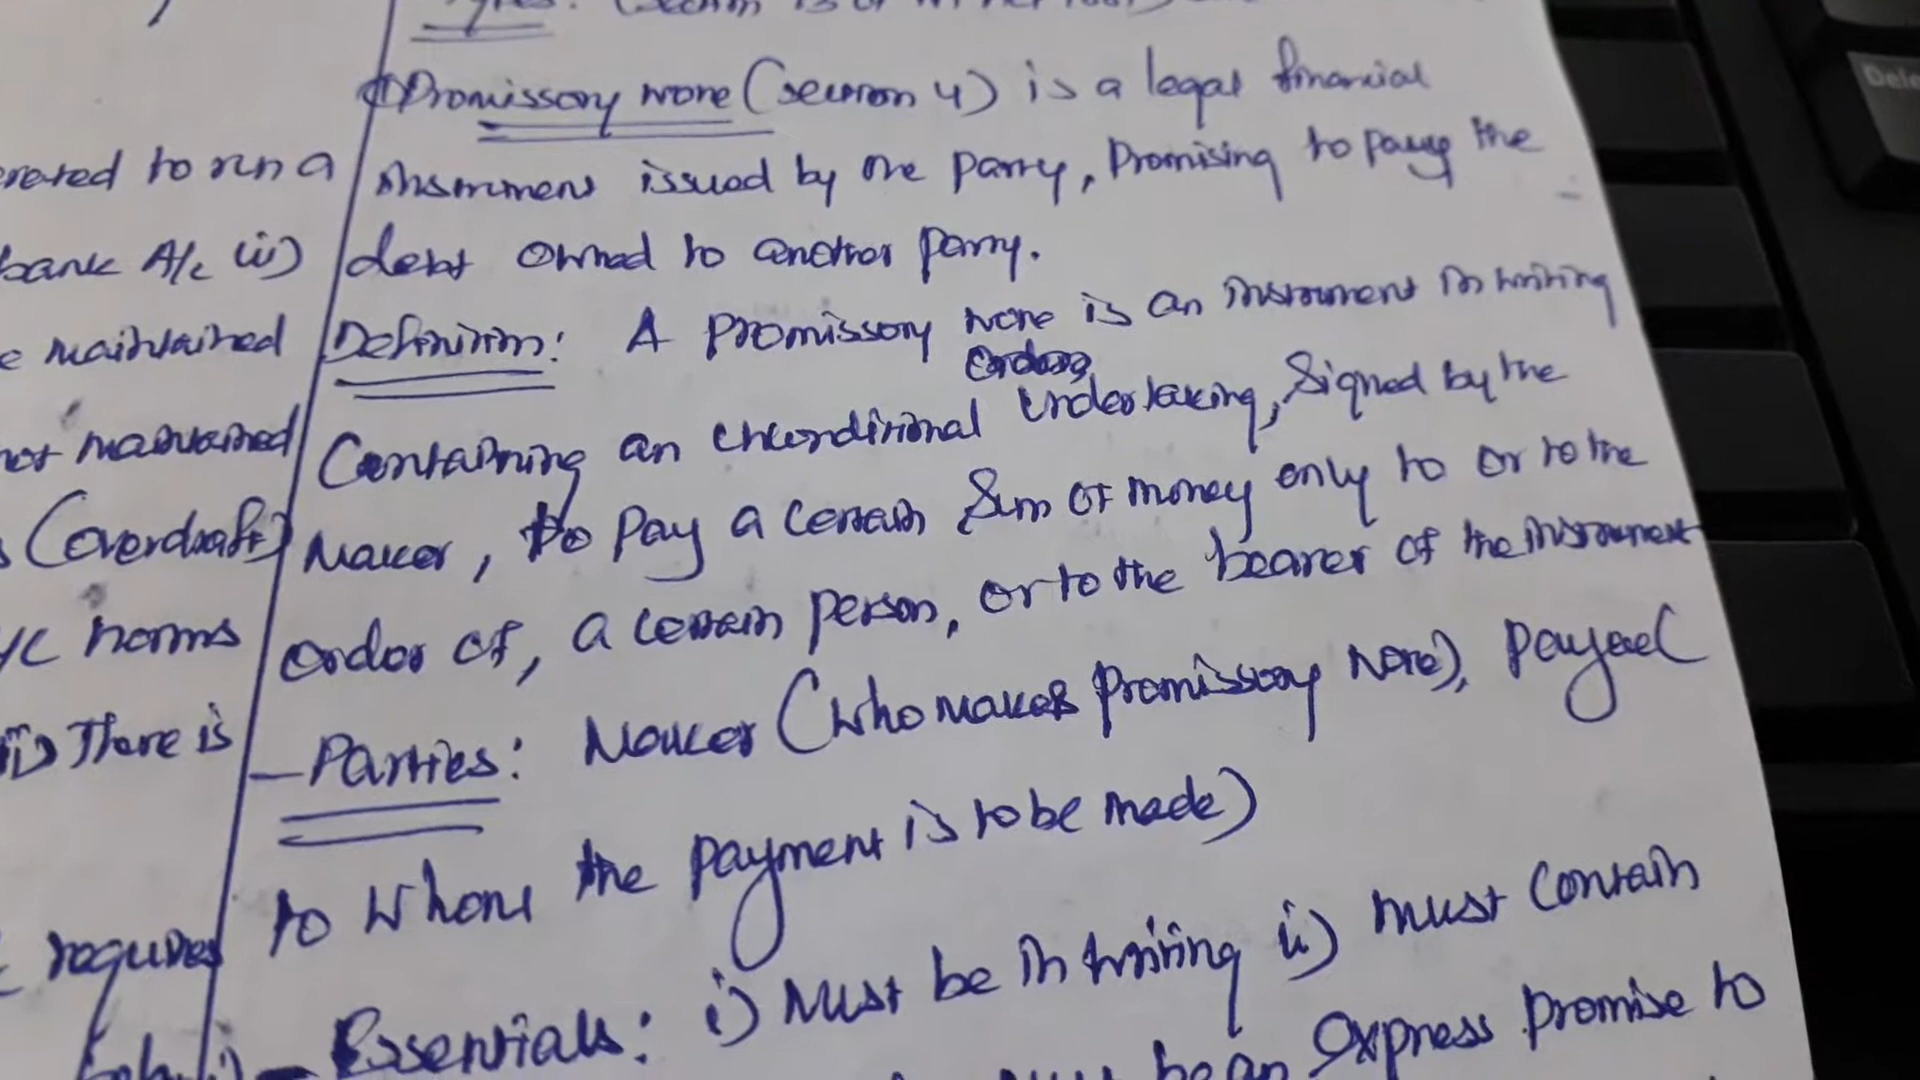 ① Promissory note (section 4) is a legal financial
instrument issued by one party, promising to pay the
debt owned to another party.
Definition: A promissory note is an instrument in writing
Containing an unconditional undertaking, signed by the
order
Maker, to pay a certain sum of money only to or to the
order of, a certain person, or to the bearer of the instrument
- Parties: Maker (who makes promissory note), Payee (
to whom the payment is to be made)
- Essentials: i) Must be in writing ii) must contain
express promise to
rated to run a
bank A/c ii)
e maintained
not maintained
(overdraft)
norms
ii) There is
requires
Dele